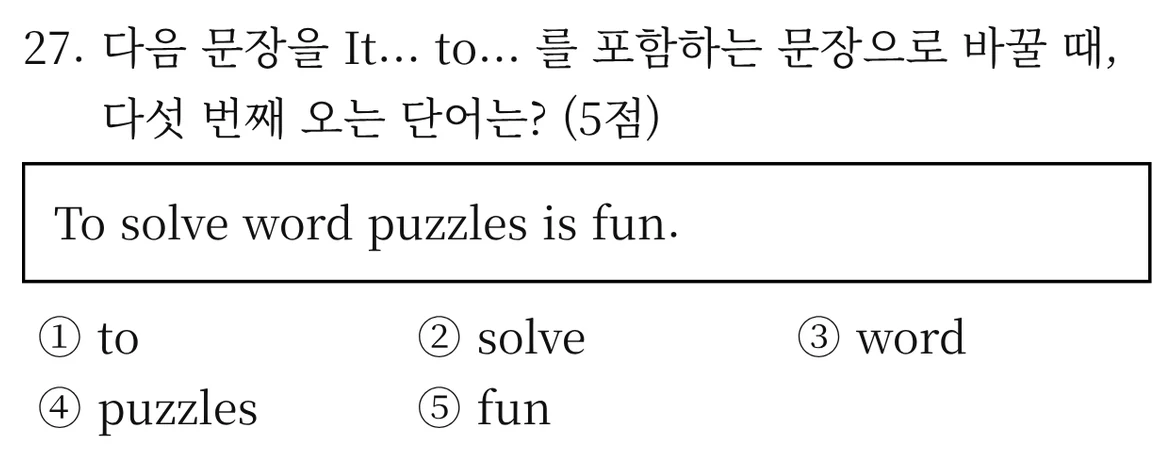 27. 다음 문장을 It... to... 를 포함하는 문장으로 바꿀 때,
다섯 번째 오는 단어는? (5점)
To solve word puzzles is fun.
① to ② solve ③ word
④ puzzles ⑤ fun